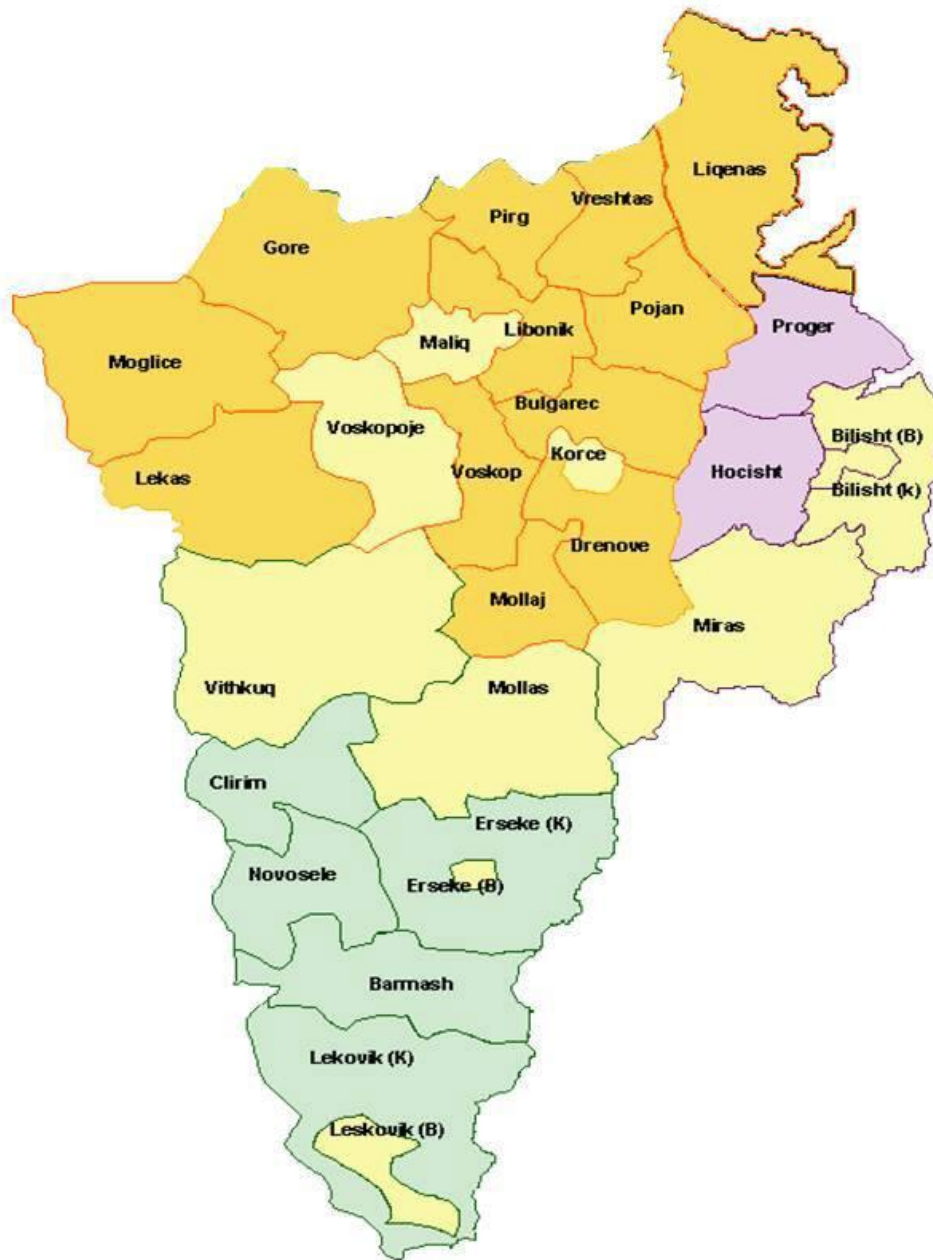 Liqenas
Vreshtas
Pirg
Gore
Pojan
Proger
Libonik
Maliq
Moglice
Bulgarec
Voskopoje
Bilisht (B)
Korce
Hocisht
Voskop
Lekas
Bilisht (k)
Drenove
Mollaj
Miras
Vithkuq
Mollas
Clirim
Erseke (K)
Novosele
Erseke (B)
Barmash
Lekovik (K)
Leskovik (B)